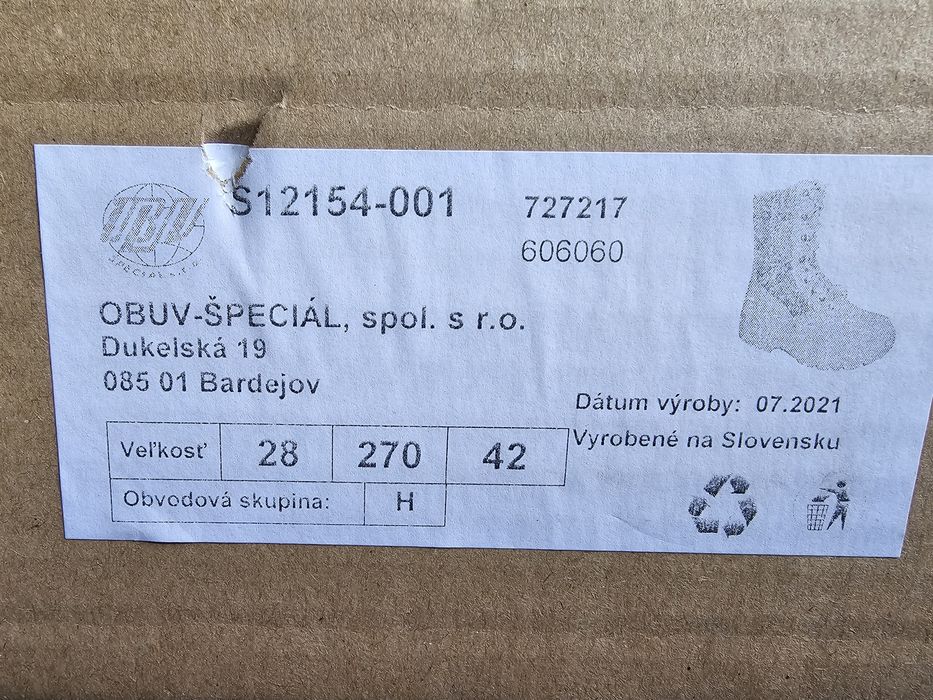 S12154-001
727217
606060
SPECIÁL s.r.o.
OBUV-ŠPECIÁL, spol. s r.o.
Dukelská 19
085 01 Bardejov
Dátum výroby: 07.2021
Vyrobené na Slovensku
Veľkosť 28 270 42
Obvodová skupina: H